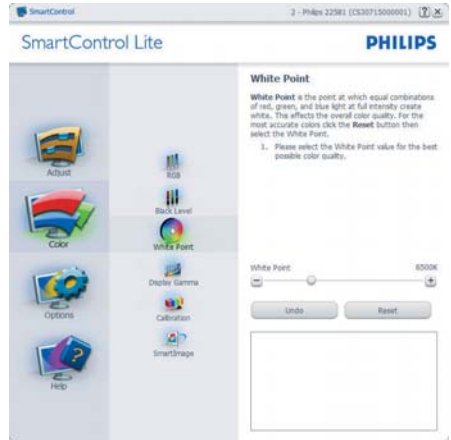 SmartControl
2 - Philips 225B1 (CS30715000001)
SmartControl Lite
PHILIPS
Adjust
Color
Options
Help
RGB
Black Level
White Point
Display Gamma
Calibration
SmartImage
White Point
White Point is the point at which equal combinations
of red, green, and blue light at full intensity create
white. This effects the overall color quality. For the
most accurate colors click the Reset button then
select the White Point.
1. Please select the White Point value for the best
possible color quality.
White Point
6500K
Undo
Reset